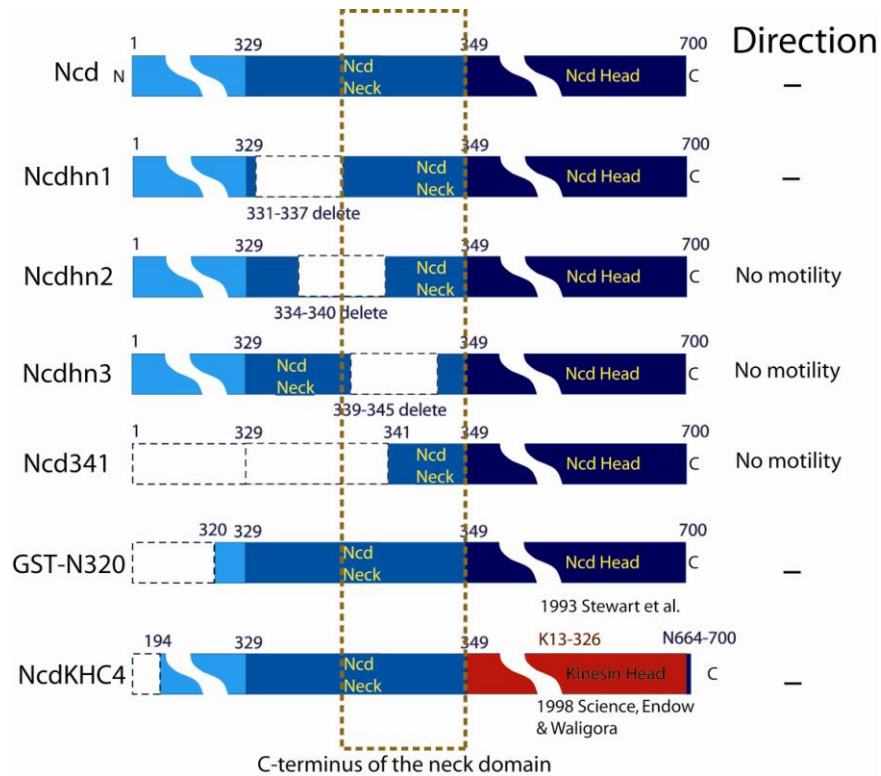 Direction
1 329 349 700
Ncd N Ncd Neck Ncd Head C –
1 329 349 700
Ncdhn1 Ncd Neck Ncd Head C –
331-337 delete
1 329 349 700
Ncdhn2 Ncd Neck Ncd Head C No motility
334-340 delete
1 329 349 700
Ncdhn3 Ncd Neck Ncd Head C No motility
339-345 delete
1 329 341 349 700
Ncd341 Ncd Neck Ncd Head C No motility
320 329 349 700
GST-N320 Ncd Neck Ncd Head C –
1993 Stewart et al.
194 329 349 K13-326 N664-700
NcdKHC4 Ncd Neck Kinesin Head C –
1998 Science, Endow
& Waligora
C-terminus of the neck domain